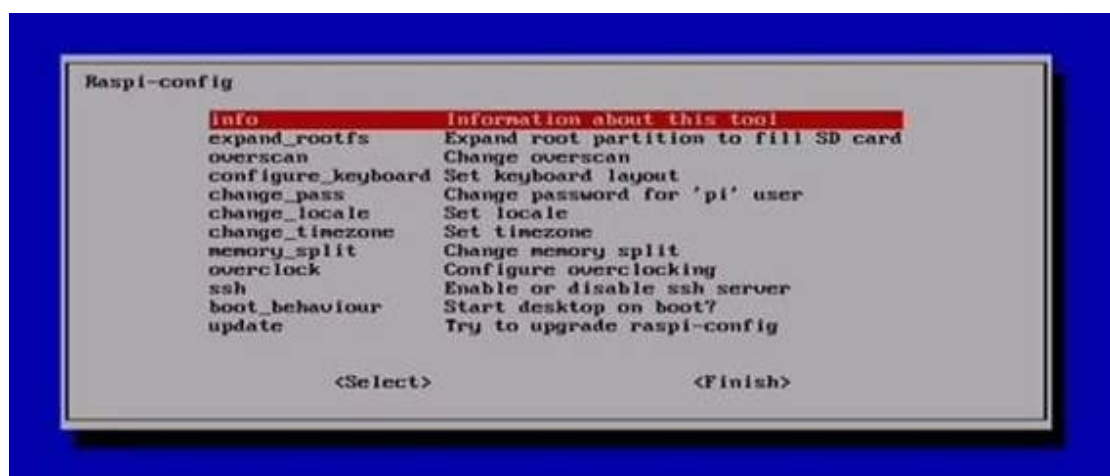 Raspi-config
info Information about this tool
expand_rootfs Expand root partition to fill SD card
overscan Change overscan
configure_keyboard Set keyboard layout
change_pass Change password for 'pi' user
change_locale Set locale
change_timezone Set timezone
memory_split Change memory split
overclock Configure overclocking
ssh Enable or disable ssh server
boot_behaviour Start desktop on boot?
update Try to upgrade raspi-config
<Select> <Finish>